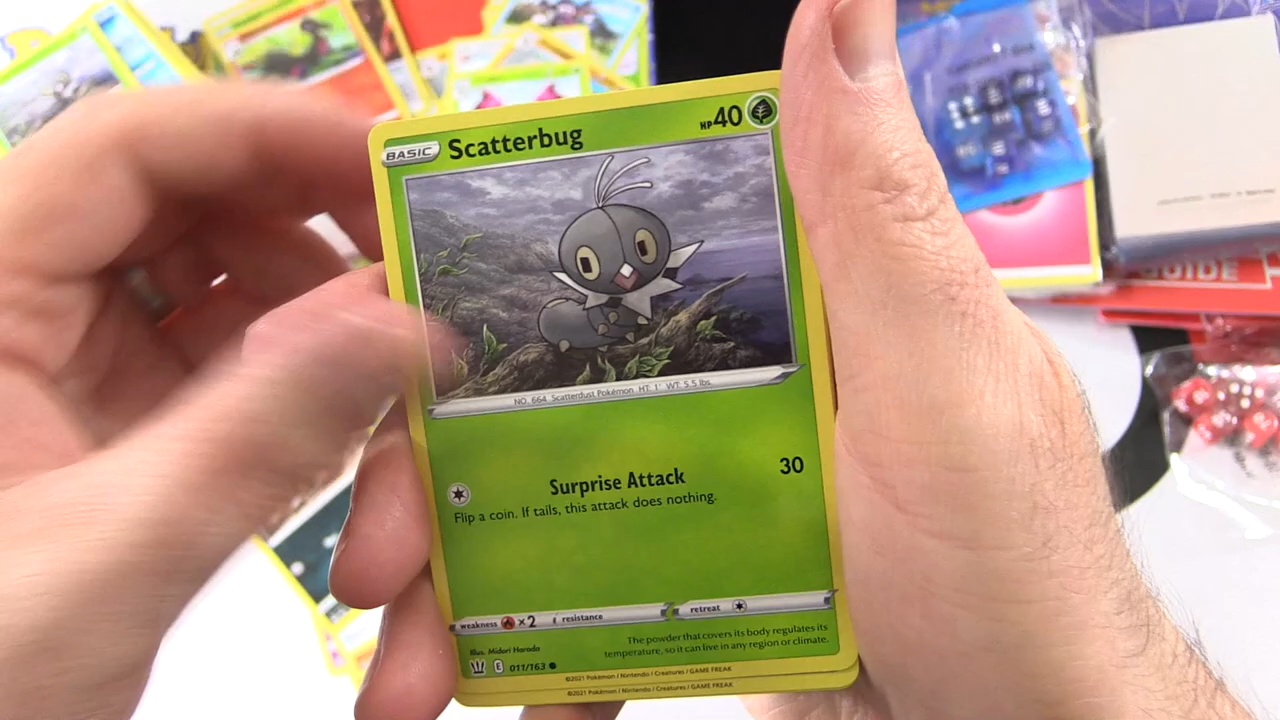 BASIC Scatterbug HP 40
NO. 664 Scatterdust Pokémon HT: 1' WT: 5.5 lbs.
Surprise Attack 30
Flip a coin. If tails, this attack does nothing.
weakness ×2 resistance retreat
Illus. Midori Harada
The powder that covers its body regulates its
temperature, so it can live in any region or climate.
E 011/163
©2021 Pokémon / Nintendo / Creatures / GAME FREAK
©2021 Pokémon / Nintendo / Creatures / GAME FREAK
GUIDE